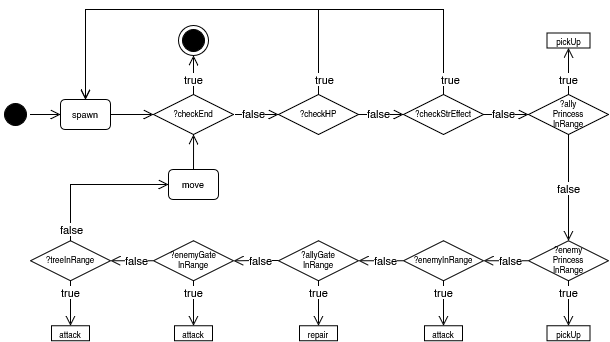 pickUp
true
true
true
true
spawn
?checkEnd
false
?checkHP
false
?checkStrEffect
false
?ally
Princess
InRange
move
false
false
?treeInRange
false
?enemyGate
InRange
false
?allyGate
InRange
false
?enemyInRange
false
?enemy
Princess
InRange
true
true
true
true
true
attack
attack
repair
attack
pickUp